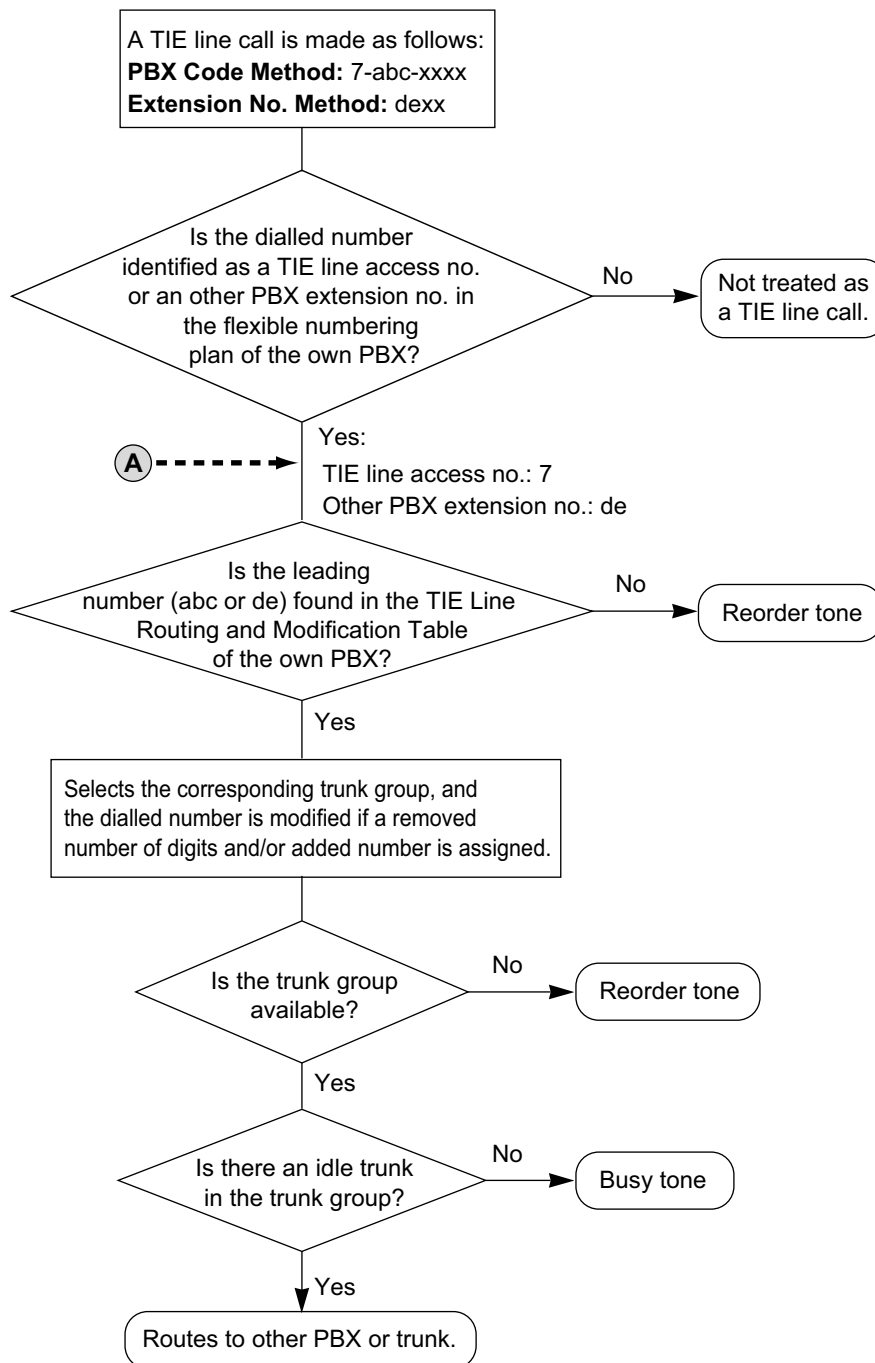 A TIE line call is made as follows:
PBX Code Method: 7-abc-xxxx
Extension No. Method: dexx
Is the dialled number
identified as a TIE line access no.
or an other PBX extension no. in
the flexible numbering
plan of the own PBX?
No
Not treated as
a TIE line call.
A
Yes:
TIE line access no.: 7
Other PBX extension no.: de
Is the leading
number (abc or de) found in the TIE Line
Routing and Modification Table
of the own PBX?
No
Reorder tone
Yes
Selects the corresponding trunk group, and
the dialled number is modified if a removed
number of digits and/or added number is assigned.
Is the trunk group
available?
No
Reorder tone
Yes
Is there an idle trunk
in the trunk group?
No
Busy tone
Yes
Routes to other PBX or trunk.